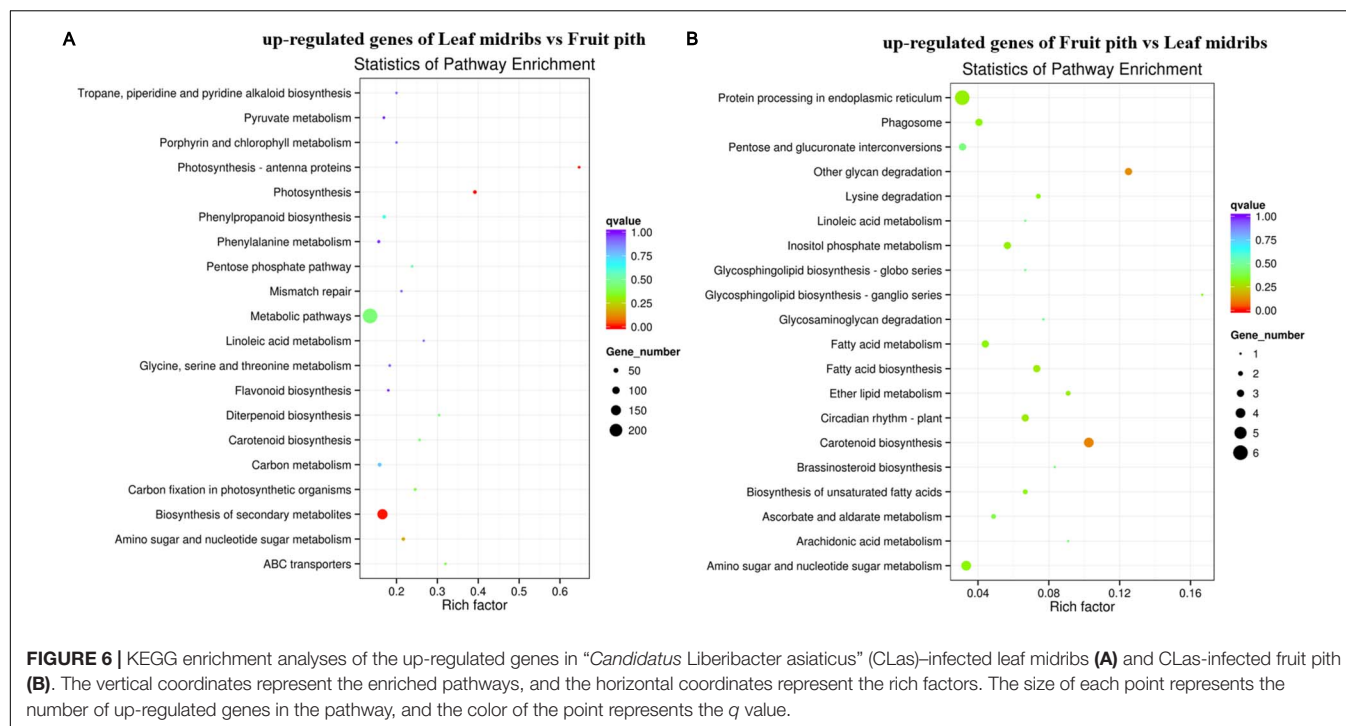 A
up-regulated genes of Leaf midribs vs Fruit pith
Statistics of Pathway Enrichment
Tropane, piperidine and pyridine alkaloid biosynthesis
Pyruvate metabolism
Porphyrin and chlorophyll metabolism
Photosynthesis - antenna proteins
Photosynthesis
Phenylpropanoid biosynthesis
Phenylalanine metabolism
Pentose phosphate pathway
Mismatch repair
Metabolic pathways
Linoleic acid metabolism
Glycine, serine and threonine metabolism
Flavonoid biosynthesis
Diterpenoid biosynthesis
Carotenoid biosynthesis
Carbon metabolism
Carbon fixation in photosynthetic organisms
Biosynthesis of secondary metabolites
Amino sugar and nucleotide sugar metabolism
ABC transporters
0.2 0.3 0.4 0.5 0.6
Rich factor
qvalue
1.00
0.75
0.50
0.25
0.00
Gene_number
50
100
150
200
B
up-regulated genes of Fruit pith vs Leaf midribs
Statistics of Pathway Enrichment
Protein processing in endoplasmic reticulum
Phagosome
Pentose and glucuronate interconversions
Other glycan degradation
Lysine degradation
Linoleic acid metabolism
Inositol phosphate metabolism
Glycosphingolipid biosynthesis - globo series
Glycosphingolipid biosynthesis - ganglio series
Glycosaminoglycan degradation
Fatty acid metabolism
Fatty acid biosynthesis
Ether lipid metabolism
Circadian rhythm - plant
Carotenoid biosynthesis
Brassinosteroid biosynthesis
Biosynthesis of unsaturated fatty acids
Ascorbate and aldarate metabolism
Arachidonic acid metabolism
Amino sugar and nucleotide sugar metabolism
0.04 0.08 0.12 0.16
Rich factor
qvalue
1.00
0.75
0.50
0.25
0.00
Gene_number
1
2
3
4
5
6
FIGURE 6 | KEGG enrichment analyses of the up-regulated genes in “Candidatus Liberibacter asiaticus” (CLas)–infected leaf midribs (A) and CLas-infected fruit pith
(B). The vertical coordinates represent the enriched pathways, and the horizontal coordinates represent the rich factors. The size of each point represents the
number of up-regulated genes in the pathway, and the color of the point represents the q value.